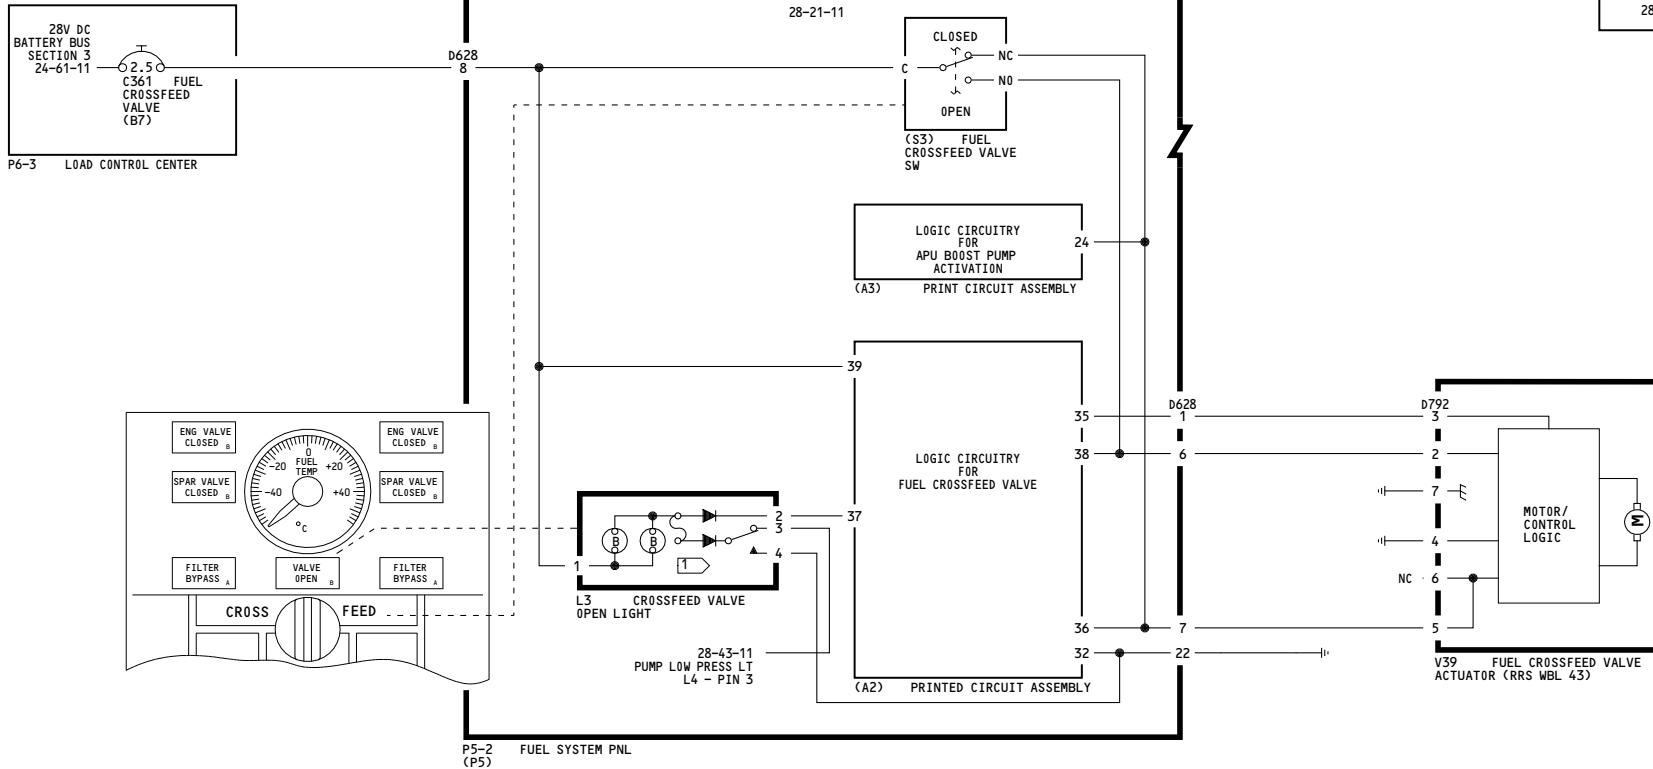 28-21-11
28
28V DC
BATTERY BUS
SECTION 3
24-61-11
2.5
C361 FUEL
CROSSFEED
VALVE
(B7)
P6-3 LOAD CONTROL CENTER
D628
8
CLOSED
C
NC
NO
OPEN
(S3) FUEL
CROSSFEED VALVE
SW
LOGIC CIRCUITRY
FOR
APU BOOST PUMP
ACTIVATION
24
(A3) PRINT CIRCUIT ASSEMBLY
39
35
38
LOGIC CIRCUITRY
FOR
FUEL CROSSFEED VALVE
37
36
32
(A2) PRINTED CIRCUIT ASSEMBLY
D628
1
6
7
22
D792
3
2
7
4
NC 6
5
MOTOR/
CONTROL
LOGIC
M
V39 FUEL CROSSFEED VALVE
ACTUATOR (RRS WBL 43)
ENG VALVE
CLOSED B
SPAR VALVE
CLOSED B
0
-20 FUEL +20
TEMP
-40 +40
°C
ENG VALVE
CLOSED B
SPAR VALVE
CLOSED B
FILTER
BYPASS A
VALVE
OPEN B
FILTER
BYPASS A
CROSS FEED
1
B B
1
2
3
4
L3 CROSSFEED VALVE
OPEN LIGHT
28-43-11
PUMP LOW PRESS LT
L4 - PIN 3
P5-2 FUEL SYSTEM PNL
(P5)